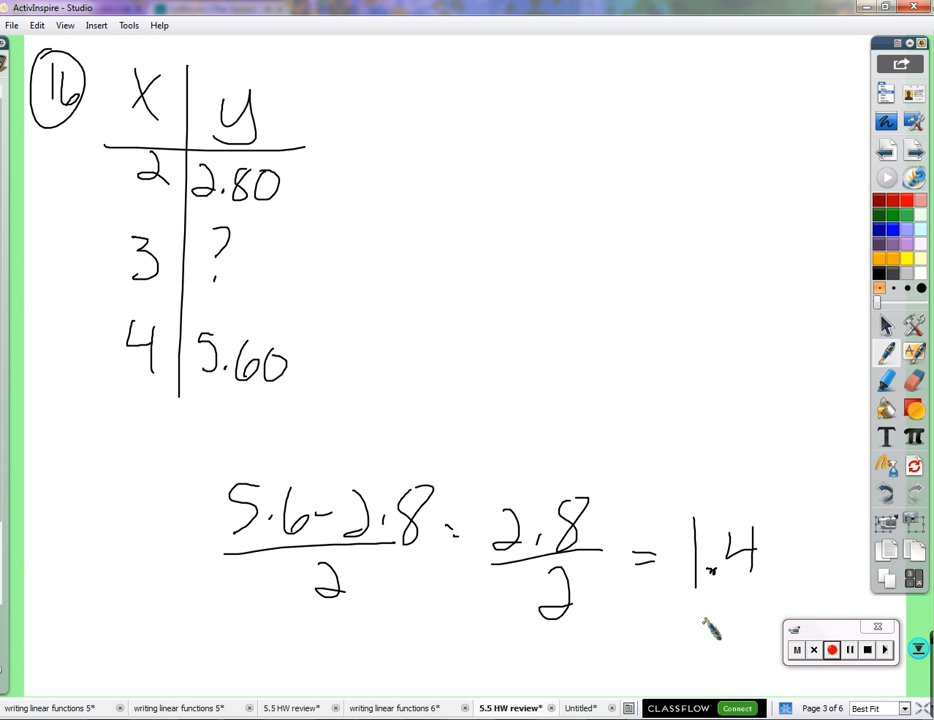 ActivInspire - Studio
File Edit View Insert Tools Help
16
x y
2 2.80
3 ?
4 5.60
5.6-2.8 / 2 = 2.8 / 2 = 1.4
M
writing linear functions 5* writing linear functions 5* 5.5 HW review* writing linear functions 6* 5.5 HW review* Untitled* CLASSFLOW Connect Page 3 of 6 Best Fit